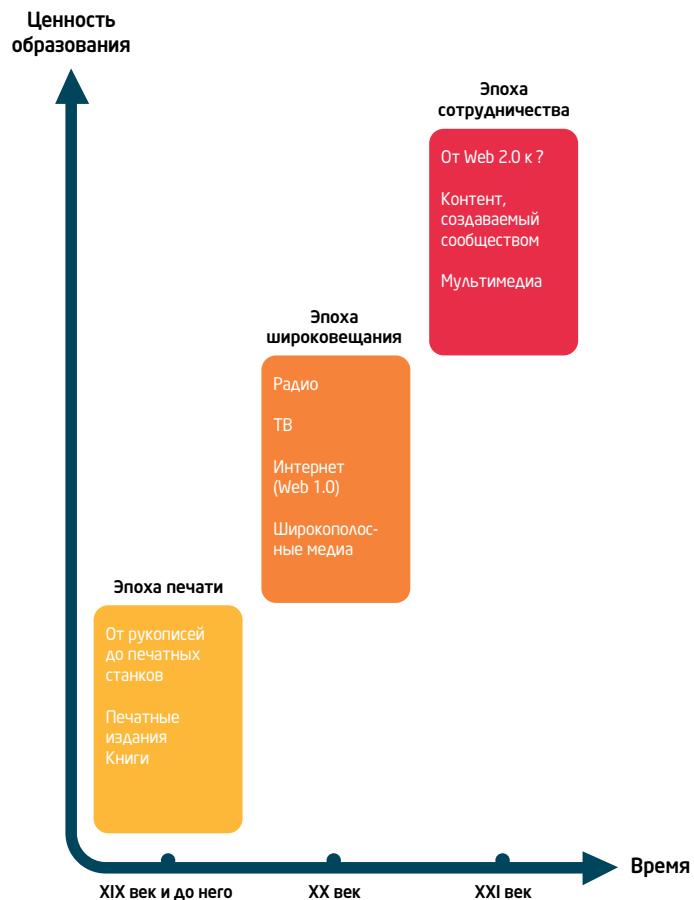 Ценность
образования
Эпоха
сотрудничества
От Web 2.0 к ?
Контент,
создаваемый
сообществом
Мультимедиа
Эпоха
широковещания
Радио
ТВ
Интернет
(Web 1.0)
Широкополос-
ные медиа
Эпоха печати
От рукописей
до печатных
станков
Печатные
издания
Книги
Время
XIX век и до него
XX век
XXI век